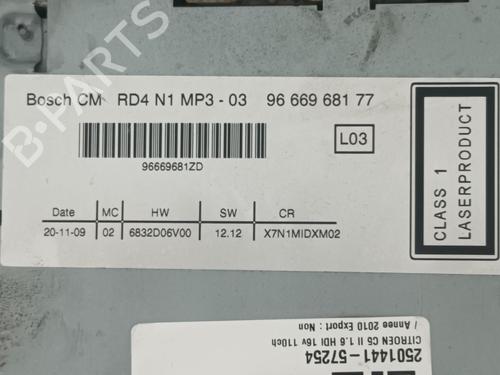 B-PARTS
Bosch CM RD4 N1 MP3 - 03 96 669 681 77
L03
96669681ZD
Date MC HW SW CR
20-11-09 02 6832D06V00 12.12 X7N1MIDXM02
CLASS 1
LASERPRODUCT
/ Annee 2010 Export : Non
CITROEN C5 II 1.6 HDI 16v 110ch
2501441-57254